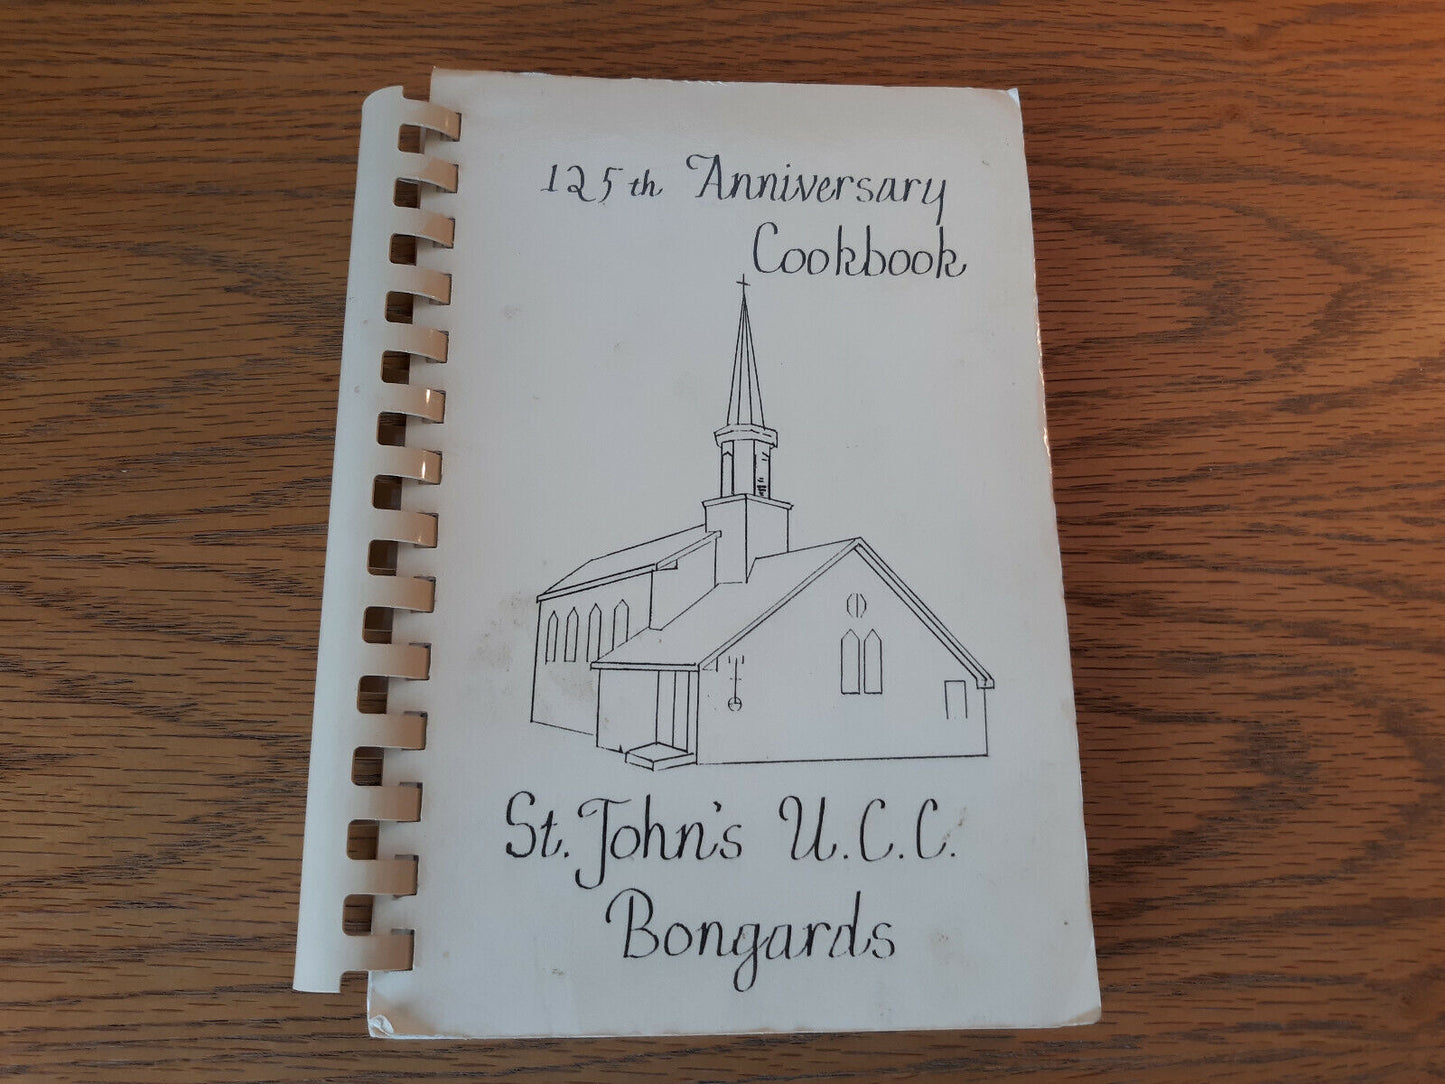 125th Anniversary
Cookbook
St. John's U.C.C.
Bongards